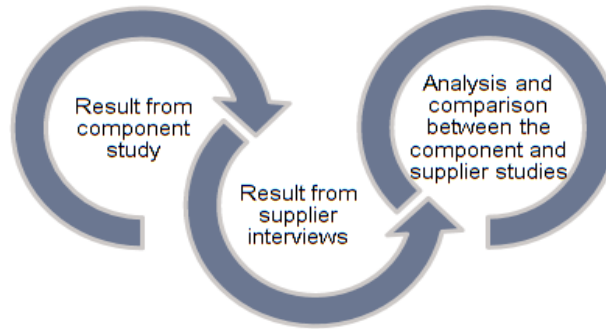 Result from
component
study
Result from
supplier
interviews
Analysis and
comparison
between the
component and
supplier studies